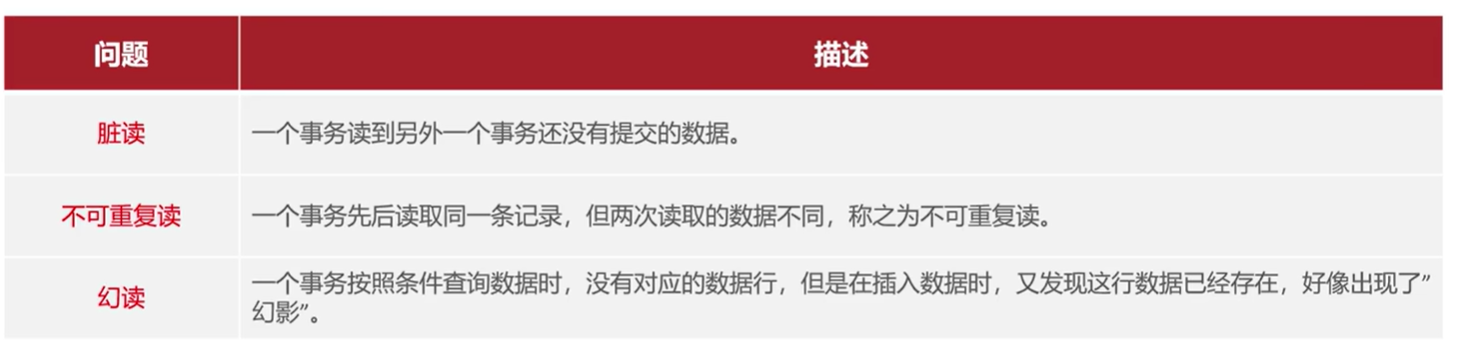 问题
描述
脏读
一个事务读到另外一个事务还没有提交的数据。
不可重复读
一个事务先后读取同一条记录，但两次读取的数据不同，称之为不可重复读。
幻读
一个事务按照条件查询数据时，没有对应的数据行，但是在插入数据时，又发现这行数据已经存在，好像出现了”
幻影”。